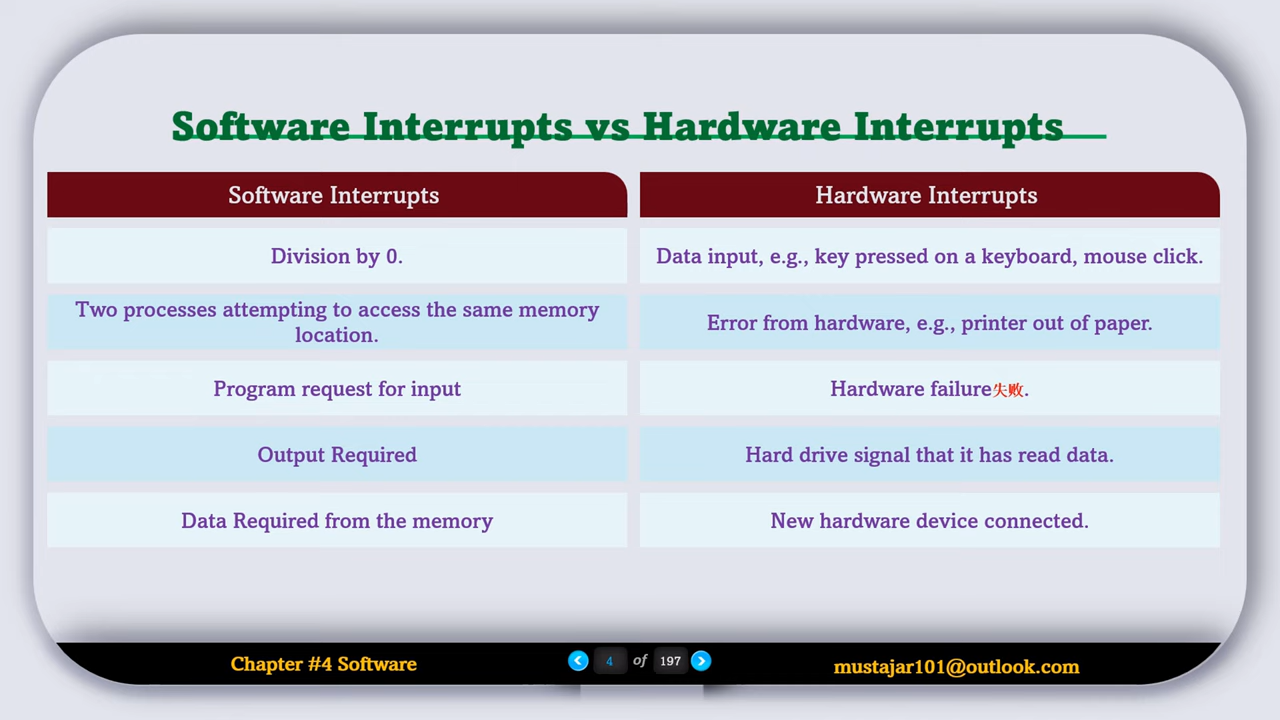 Software Interrupts vs Hardware Interrupts
Software Interrupts
Hardware Interrupts
Division by 0.
Data input, e.g., key pressed on a keyboard, mouse click.
Two processes attempting to access the same memory
location.
Error from hardware, e.g., printer out of paper.
Program request for input
Hardware failure失败.
Output Required
Hard drive signal that it has read data.
Data Required from the memory
New hardware device connected.
Chapter #4 Software
4 of 197
mustajar101@outlook.com